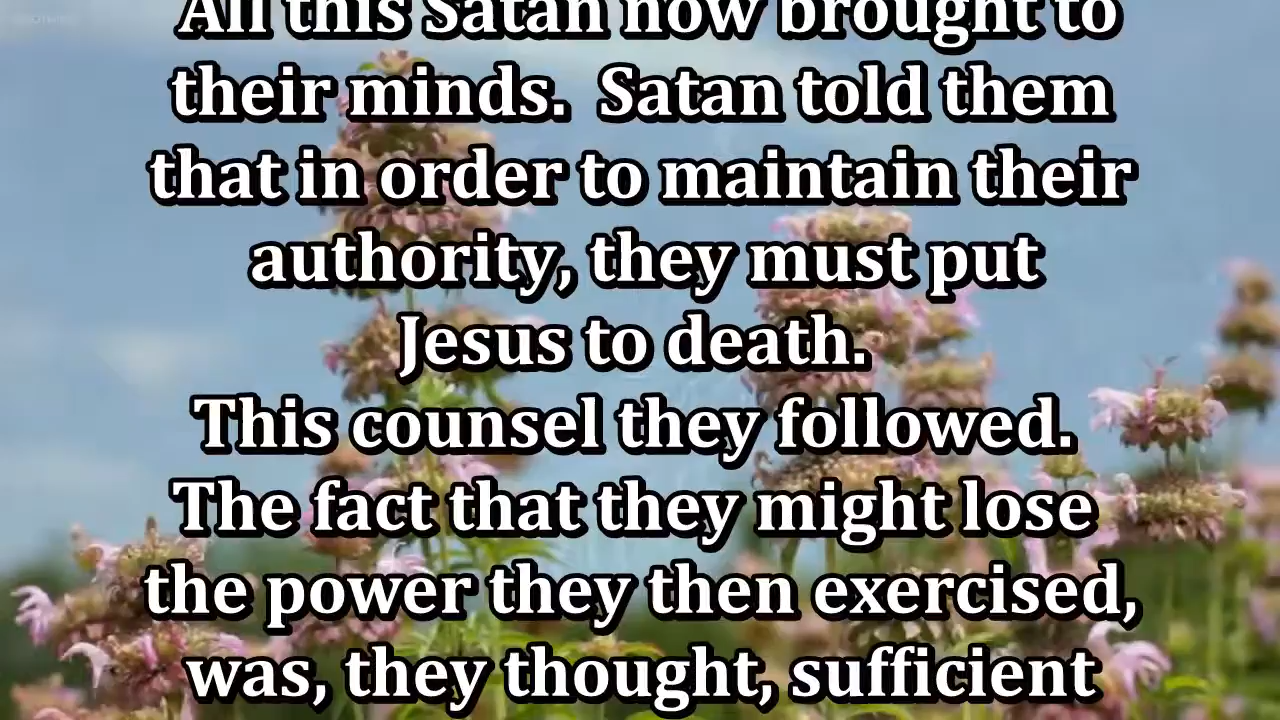 All this Satan now brought to
their minds.  Satan told them
that in order to maintain their
authority, they must put
Jesus to death.
This counsel they followed.
The fact that they might lose
the power they then exercised,
was, they thought, sufficient